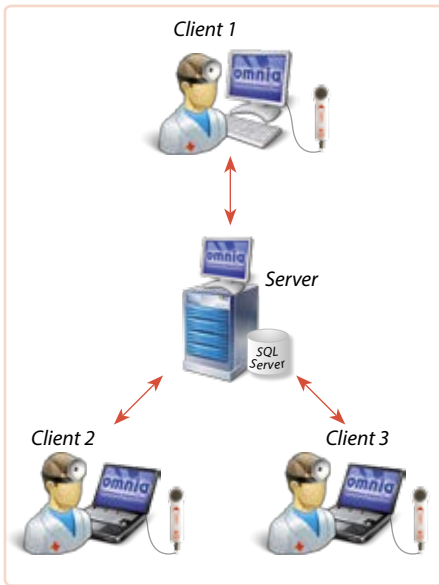 Client 1
omnia
omnia
Server
SQL
Server
Client 2
Client 3
omnia
omnia